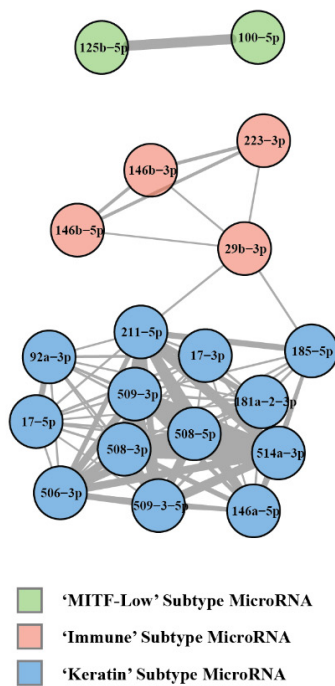 125b−5p
100−5p
223−3p
146b−3p
146b−5p
29b−3p
211−5p
17−3p
185−5p
92a−3p
509−3p
181a−2−3p
17−5p
508−5p
508−3p
514a−3p
506−3p
509−3−5p
146a−5p
‘MITF-Low’ Subtype MicroRNA
‘Immune’ Subtype MicroRNA
‘Keratin’ Subtype MicroRNA